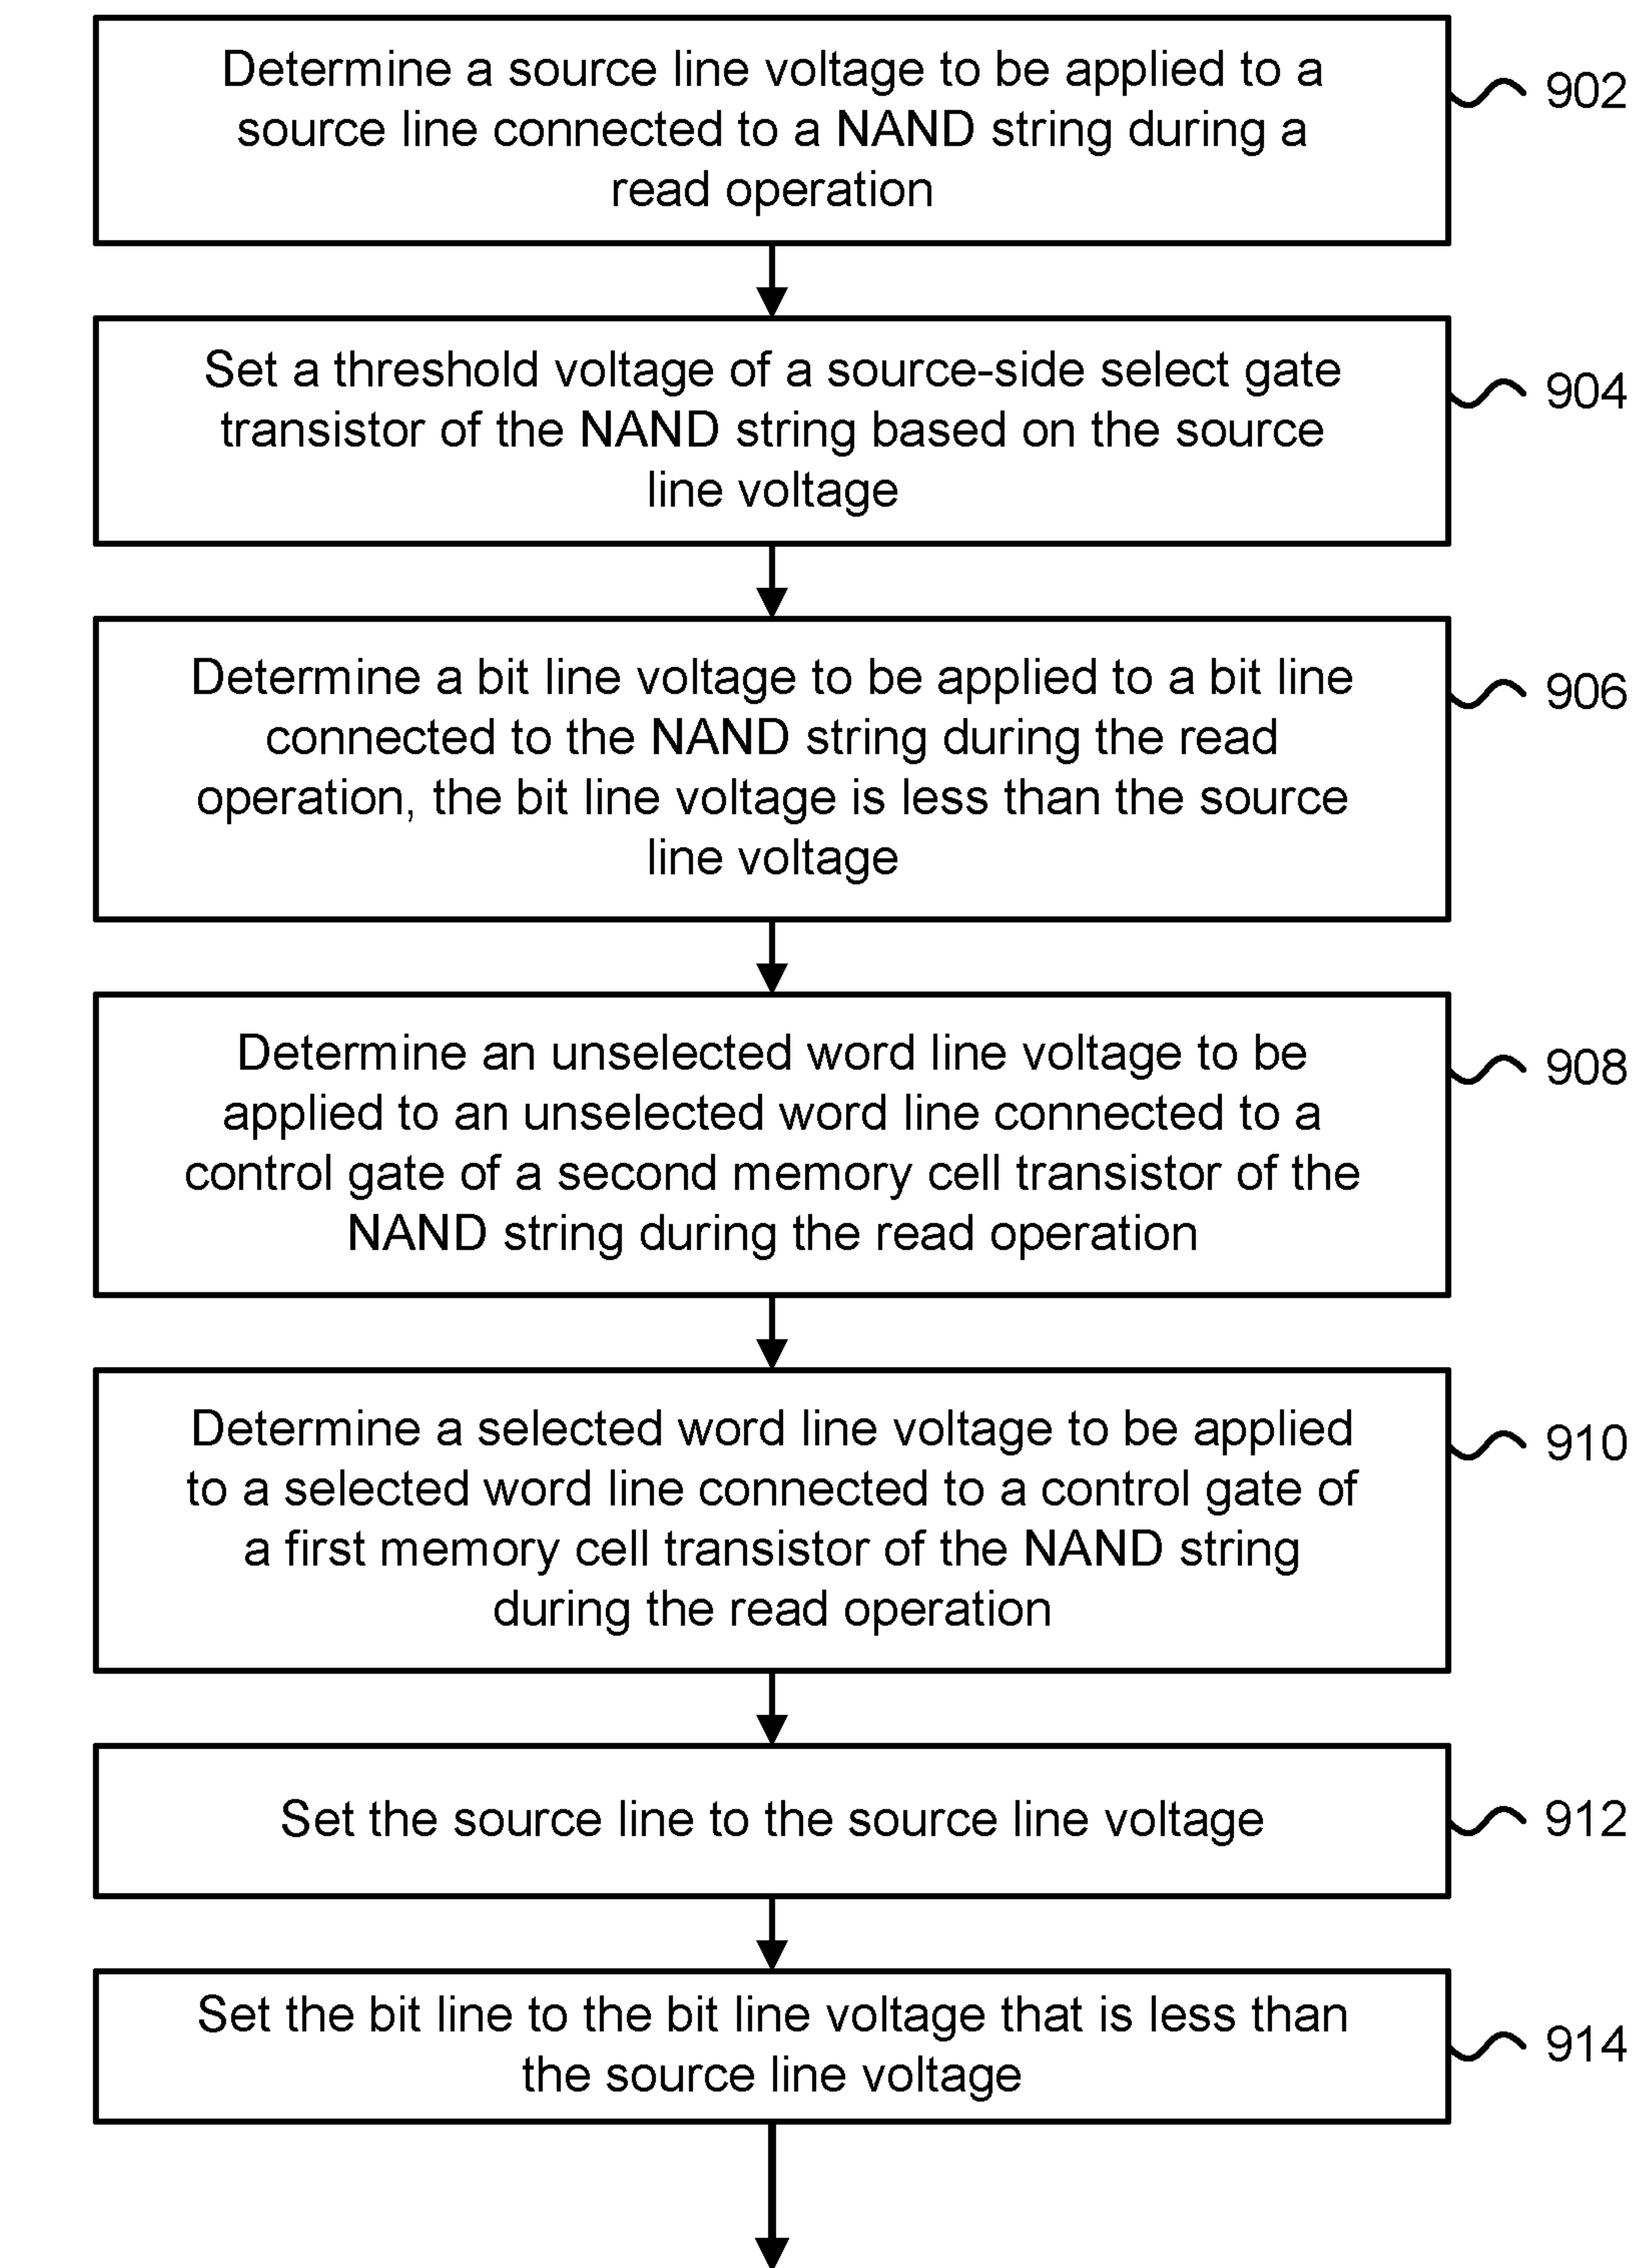 Determine a source line voltage to be applied to a
source line connected to a NAND string during a
read operation
902
Set a threshold voltage of a source-side select gate
transistor of the NAND string based on the source
line voltage
904
Determine a bit line voltage to be applied to a bit line
connected to the NAND string during the read
operation, the bit line voltage is less than the source
line voltage
906
Determine an unselected word line voltage to be
applied to an unselected word line connected to a
control gate of a second memory cell transistor of the
NAND string during the read operation
908
Determine a selected word line voltage to be applied
to a selected word line connected to a control gate of
a first memory cell transistor of the NAND string
during the read operation
910
Set the source line to the source line voltage
912
Set the bit line to the bit line voltage that is less than
the source line voltage
914